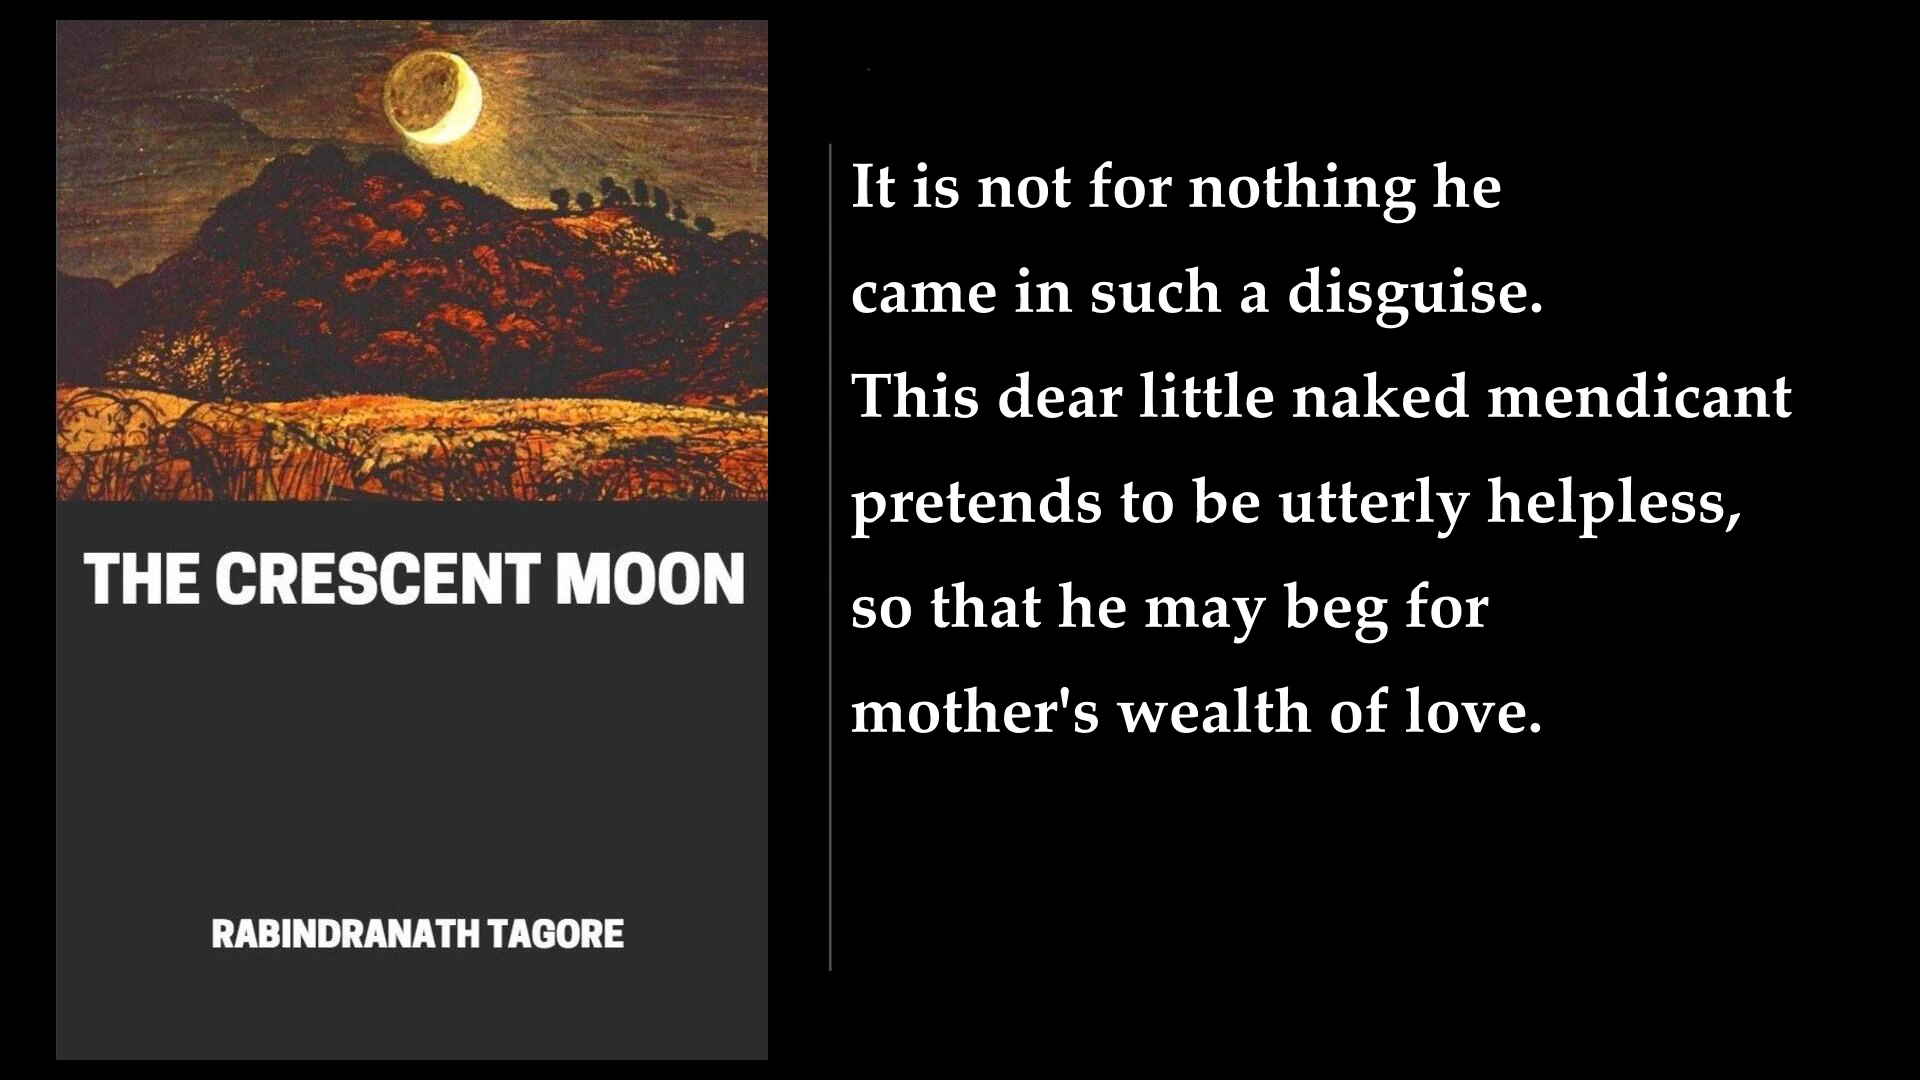 THE CRESCENT MOON
RABINDRANATH TAGORE
It is not for nothing he
came in such a disguise.
This dear little naked mendicant
pretends to be utterly helpless,
so that he may beg for
mother's wealth of love.